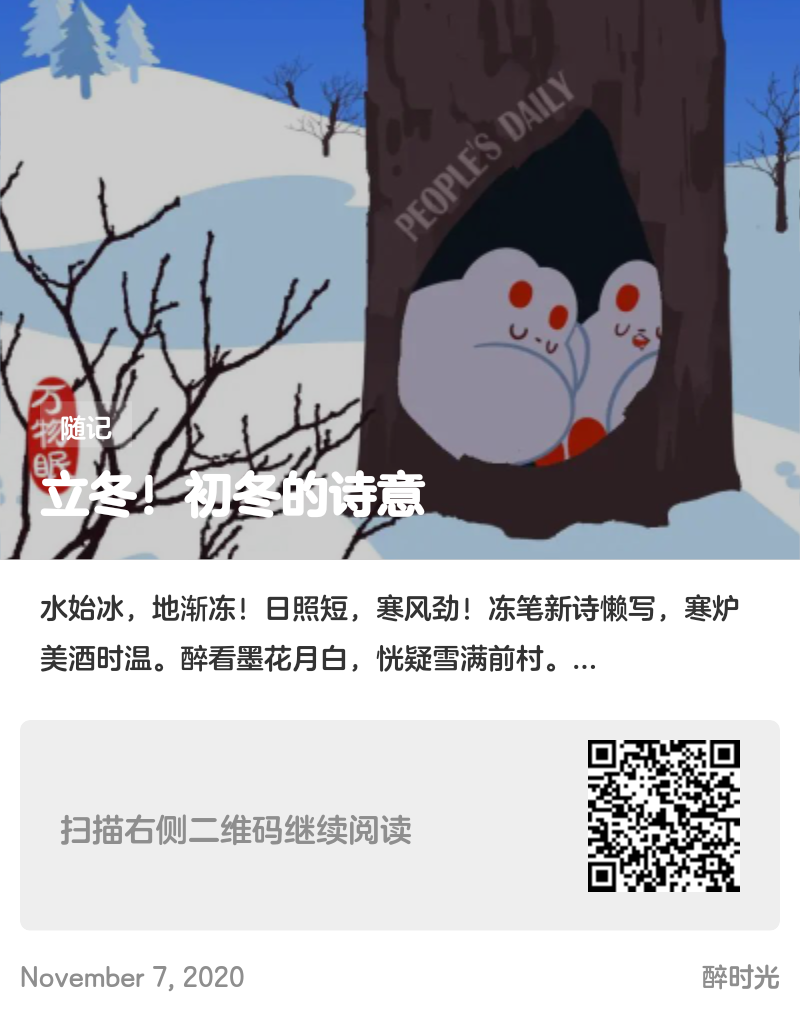 PEOPLE'S DAILY
万物眠
随记
立冬！初冬的诗意
水始冰，地渐冻！日照短，寒风劲！冻笔新诗懒写，寒炉
美酒时温。醉看墨花月白，恍疑雪满前村。...
扫描右侧二维码继续阅读
November 7, 2020
醉时光